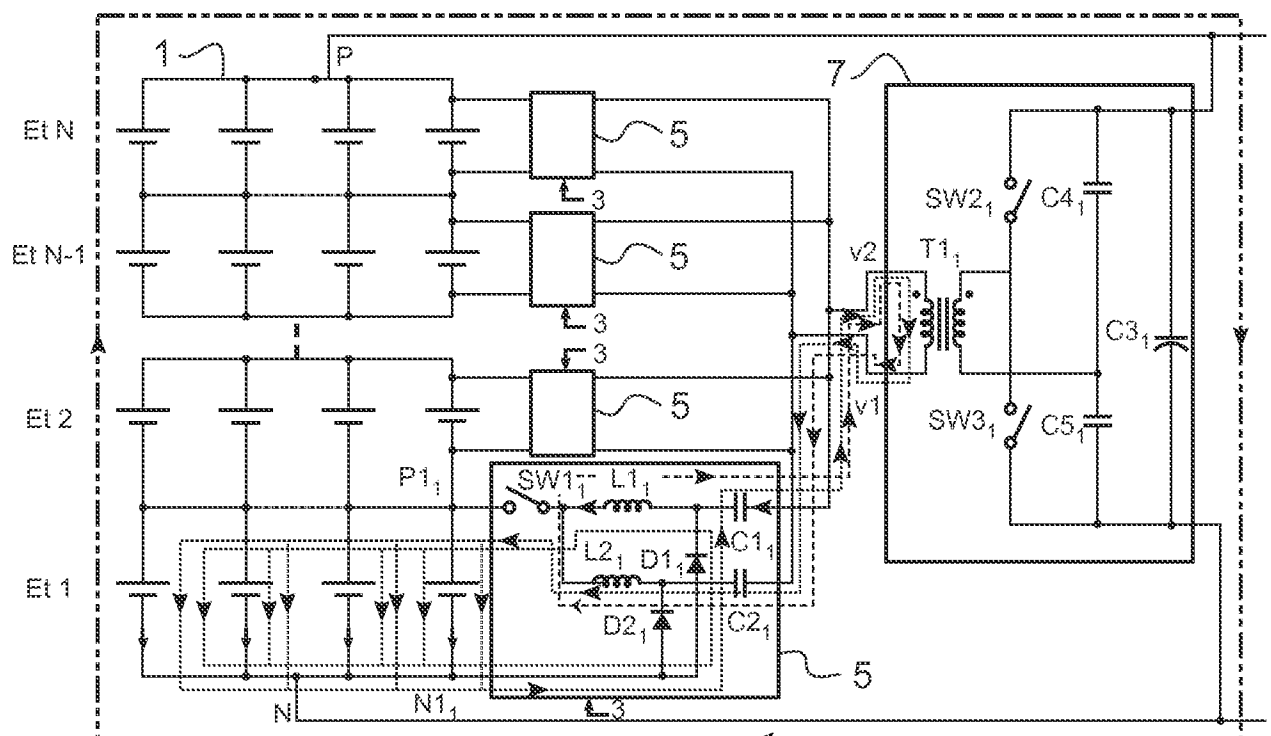 1
P
7
Et N
5
3
SW2₁
C4₁
Et N-1
5
v2
T1₁
3
C3₁
3
Et 2
5
v1
SW3₁
C5₁
P1₁
SW1₁
L1₁
C1₁
L2₁
D1₁
Et 1
D2₁
C2₁
5
N
N1₁
3